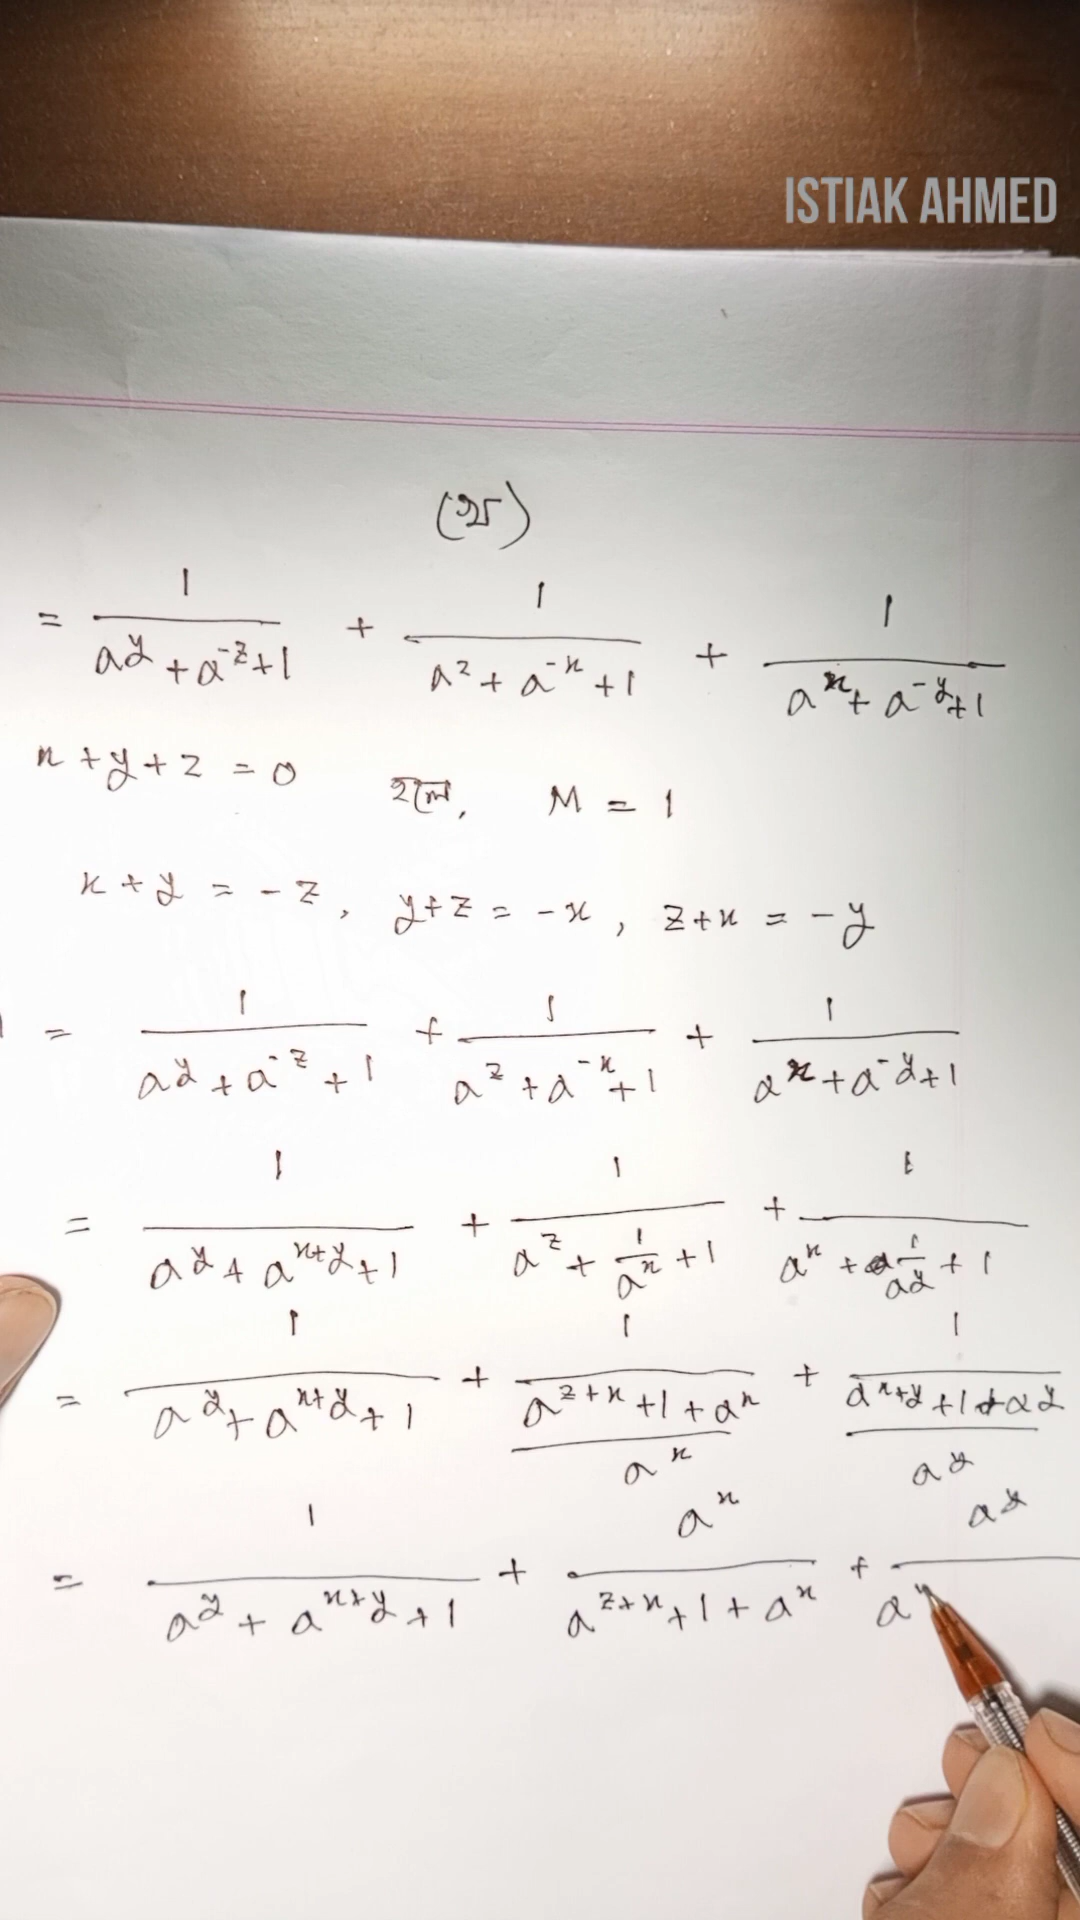 ISTIAK AHMED
(খ)
= 1/(a^y + a^-z + 1) + 1/(a^z + a^-x + 1) + 1/(a^x + a^-y + 1)
x + y + z = 0 হলে, M = 1
x + y = - z, y + z = - x, z + x = - y
= 1/(a^y + a^-z + 1) + 1/(a^z + a^-x + 1) + 1/(a^x + a^-y + 1)
= 1/(a^y + a^(x+y) + 1) + 1/(a^z + 1/a^x + 1) + 1/(a^x + 1/a^y + 1)
= 1/(a^y + a^(x+y) + 1) + 1/((a^(z+x) + 1 + a^x)/a^x) + 1/((a^(x+y) + 1 + a^y)/a^y)
= 1/(a^y + a^(x+y) + 1) + a^x/(a^(z+x) + 1 + a^x) + a^y/a